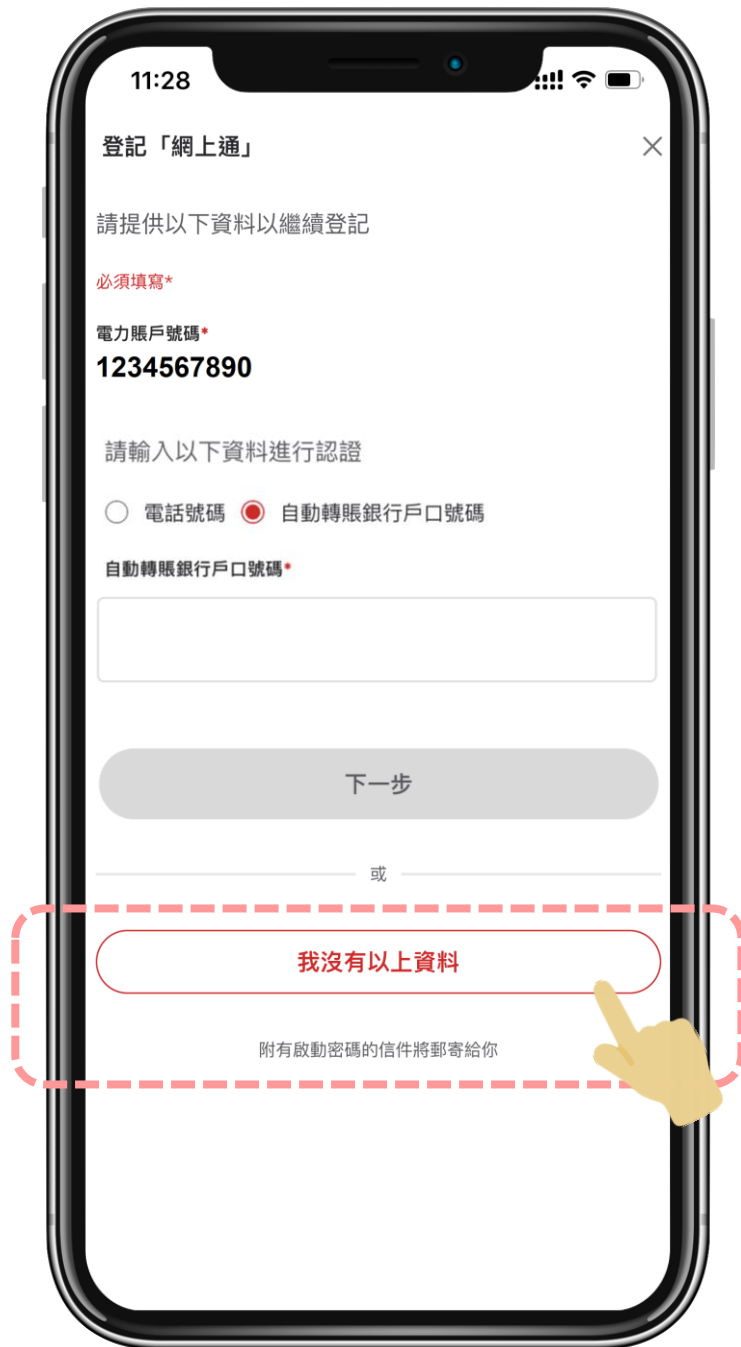 11:28
登記「網上通」
請提供以下資料以繼續登記
必須填寫*
電力賬戶號碼*
1234567890
請輸入以下資料進行認證
電話號碼 自動轉賬銀行戶口號碼
自動轉賬銀行戶口號碼*
下一步
或
我沒有以上資料
附有啟動密碼的信件將郵寄給你